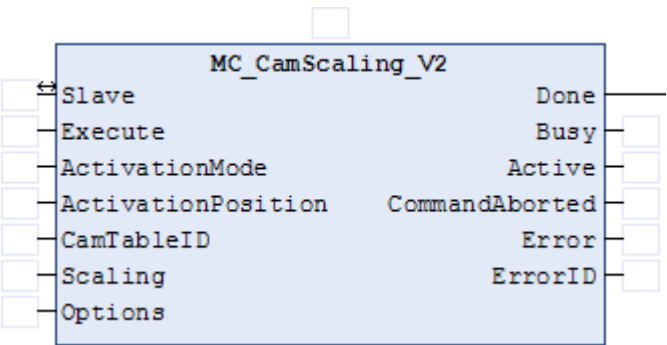 MC_CamScaling_V2
Slave Done
Execute Busy
ActivationMode Active
ActivationPosition CommandAborted
CamTableID Error
Scaling ErrorID
Options